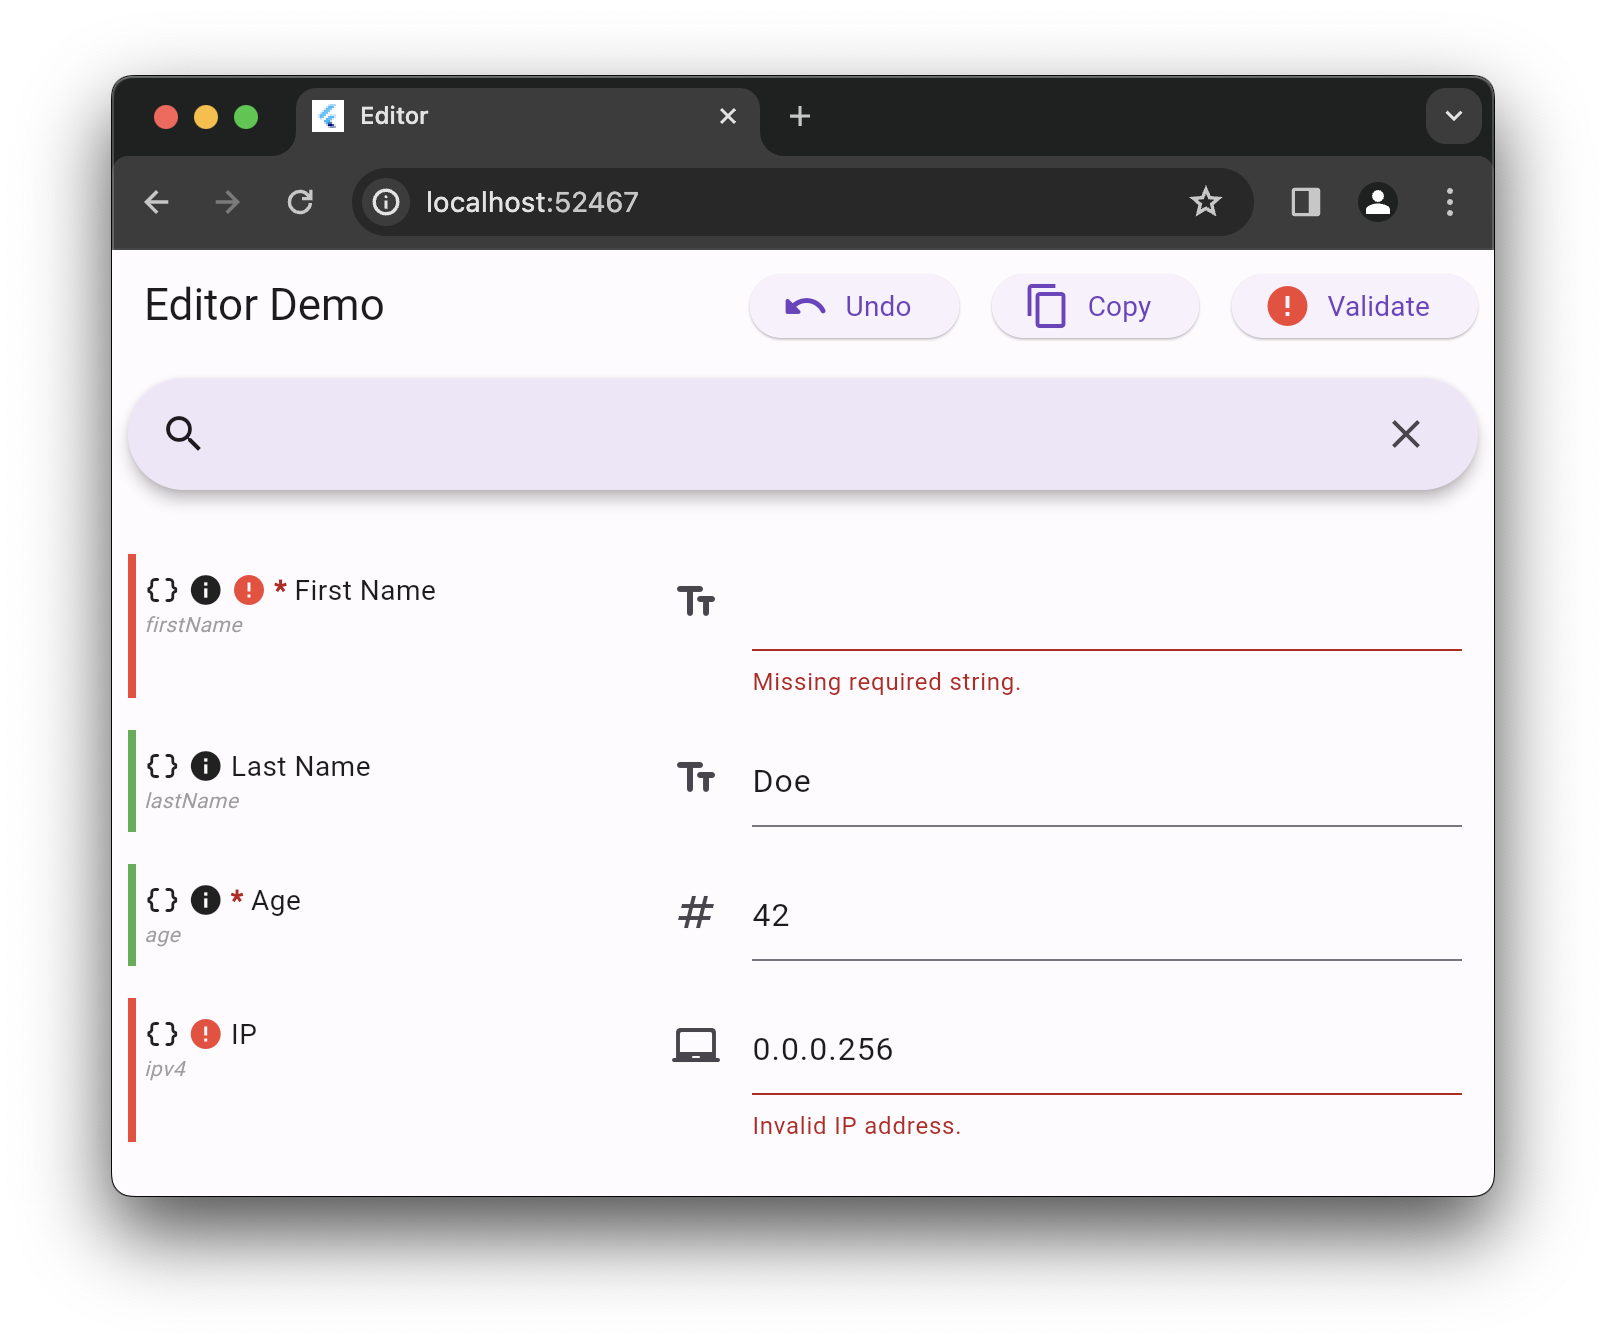 Editor
localhost:52467
Editor Demo
Undo
Copy
Validate
{} * First Name
firstName
Missing required string.
{} Last Name
lastName
Doe
{} * Age
age
# 42
{} IP
ipv4
0.0.0.256
Invalid IP address.